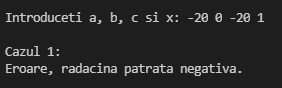 Introduceti a, b, c si x: -20 0 -20 1
Cazul 1:
Eroare, radacina patrata negativa.